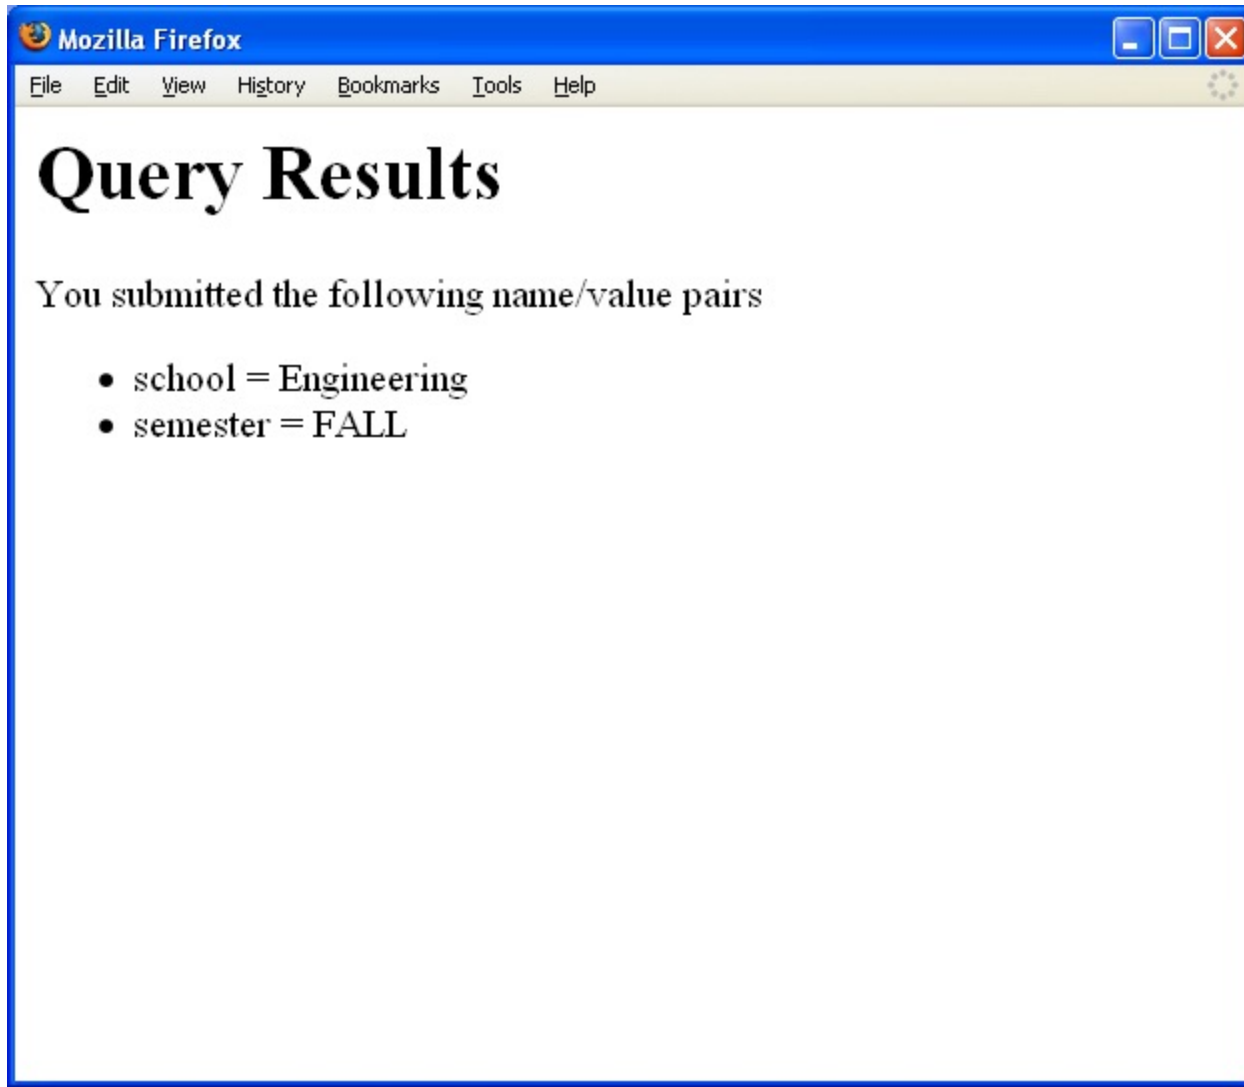 Mozilla Firefox
File Edit View History Bookmarks Tools Help
Query Results
You submitted the following name/value pairs
• school = Engineering
• semester = FALL